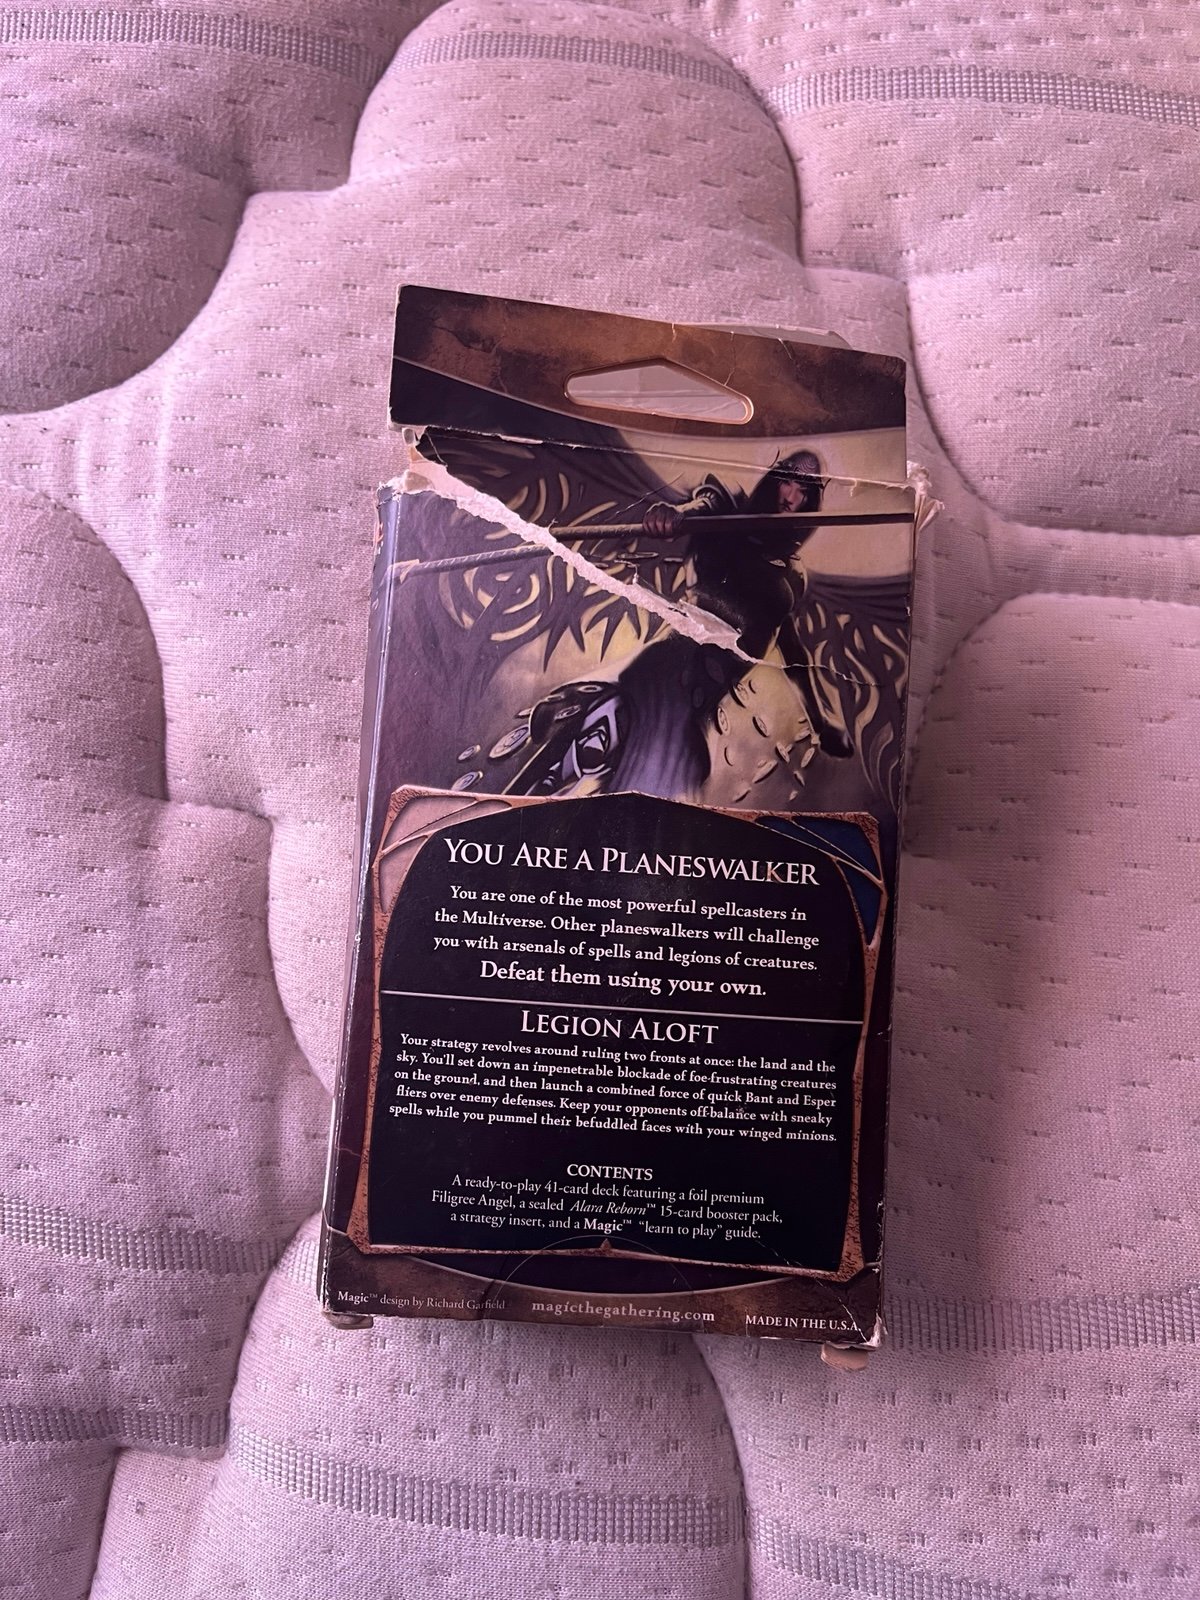 YOU ARE A PLANESWALKER
You are one of the most powerful spellcasters in
the Multiverse. Other planeswalkers will challenge
you with arsenals of spells and legions of creatures.
Defeat them using your own.
LEGION ALOFT
Your strategy revolves around ruling two fronts at once: the land and the
sky. You'll set down an impenetrable blockade of foe-frustrating creatures
on the ground, and then launch a combined force of quick Bant and Esper
fliers over enemy defenses. Keep your opponents off-balance with sneaky
spells while you pummel their befuddled faces with your winged minions.
CONTENTS
A ready-to-play 41-card deck featuring a foil premium
Filigree Angel, a sealed Alara Reborn™ 15-card booster pack,
a strategy insert, and a Magic™ “learn to play” guide.
Magic™ design by Richard Garfield
magicthegathering.com
MADE IN THE U.S.A.